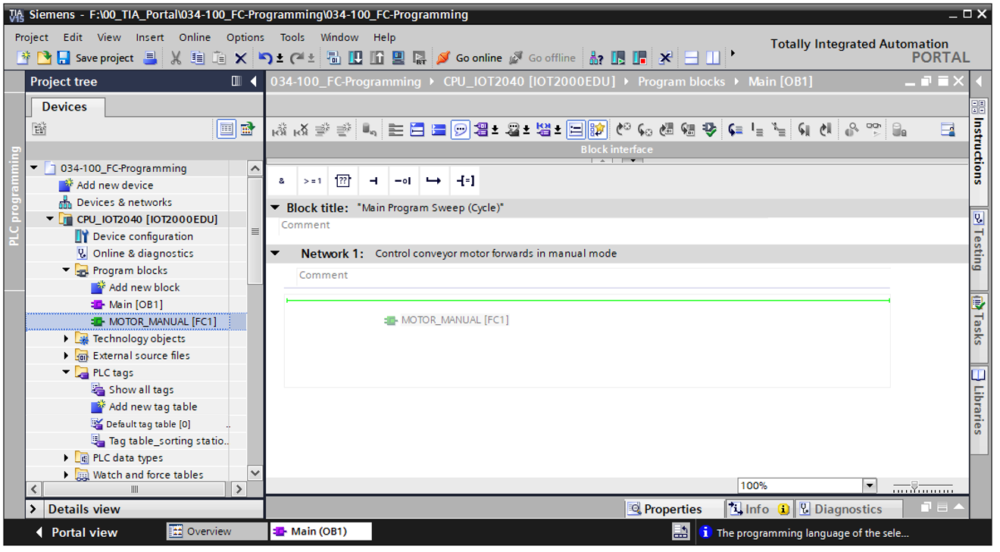 TIA V15 Siemens - F:\00_TIA_Portal\034-100_FC-Programming\034-100_FC-Programming
Project Edit View Insert Online Options Tools Window Help
Totally Integrated Automation
PORTAL
Save project Go online Go offline
Project tree
034-100_FC-Programming CPU_IOT2040 [IOT2000EDU] Program blocks Main [OB1]
Devices
Block interface
PLC programming
034-100_FC-Programming
Add new device
Devices & networks
CPU_IOT2040 [IOT2000EDU]
Device configuration
Online & diagnostics
Program blocks
Add new block
Main [OB1]
MOTOR_MANUAL [FC1]
Technology objects
External source files
PLC tags
Show all tags
Add new tag table
Default tag table [0] ..
Tag table_sorting statio..
PLC data types
Watch and force tables
& >=1 ??
Block title: "Main Program Sweep (Cycle)"
Comment
Network 1: Control conveyor motor forwards in manual mode
Comment
MOTOR_MANUAL [FC1]
100%
Instructions
Testing
Tasks
Libraries
Details view
Properties Info Diagnostics
Portal view Overview Main (OB1) The programming language of the sele...